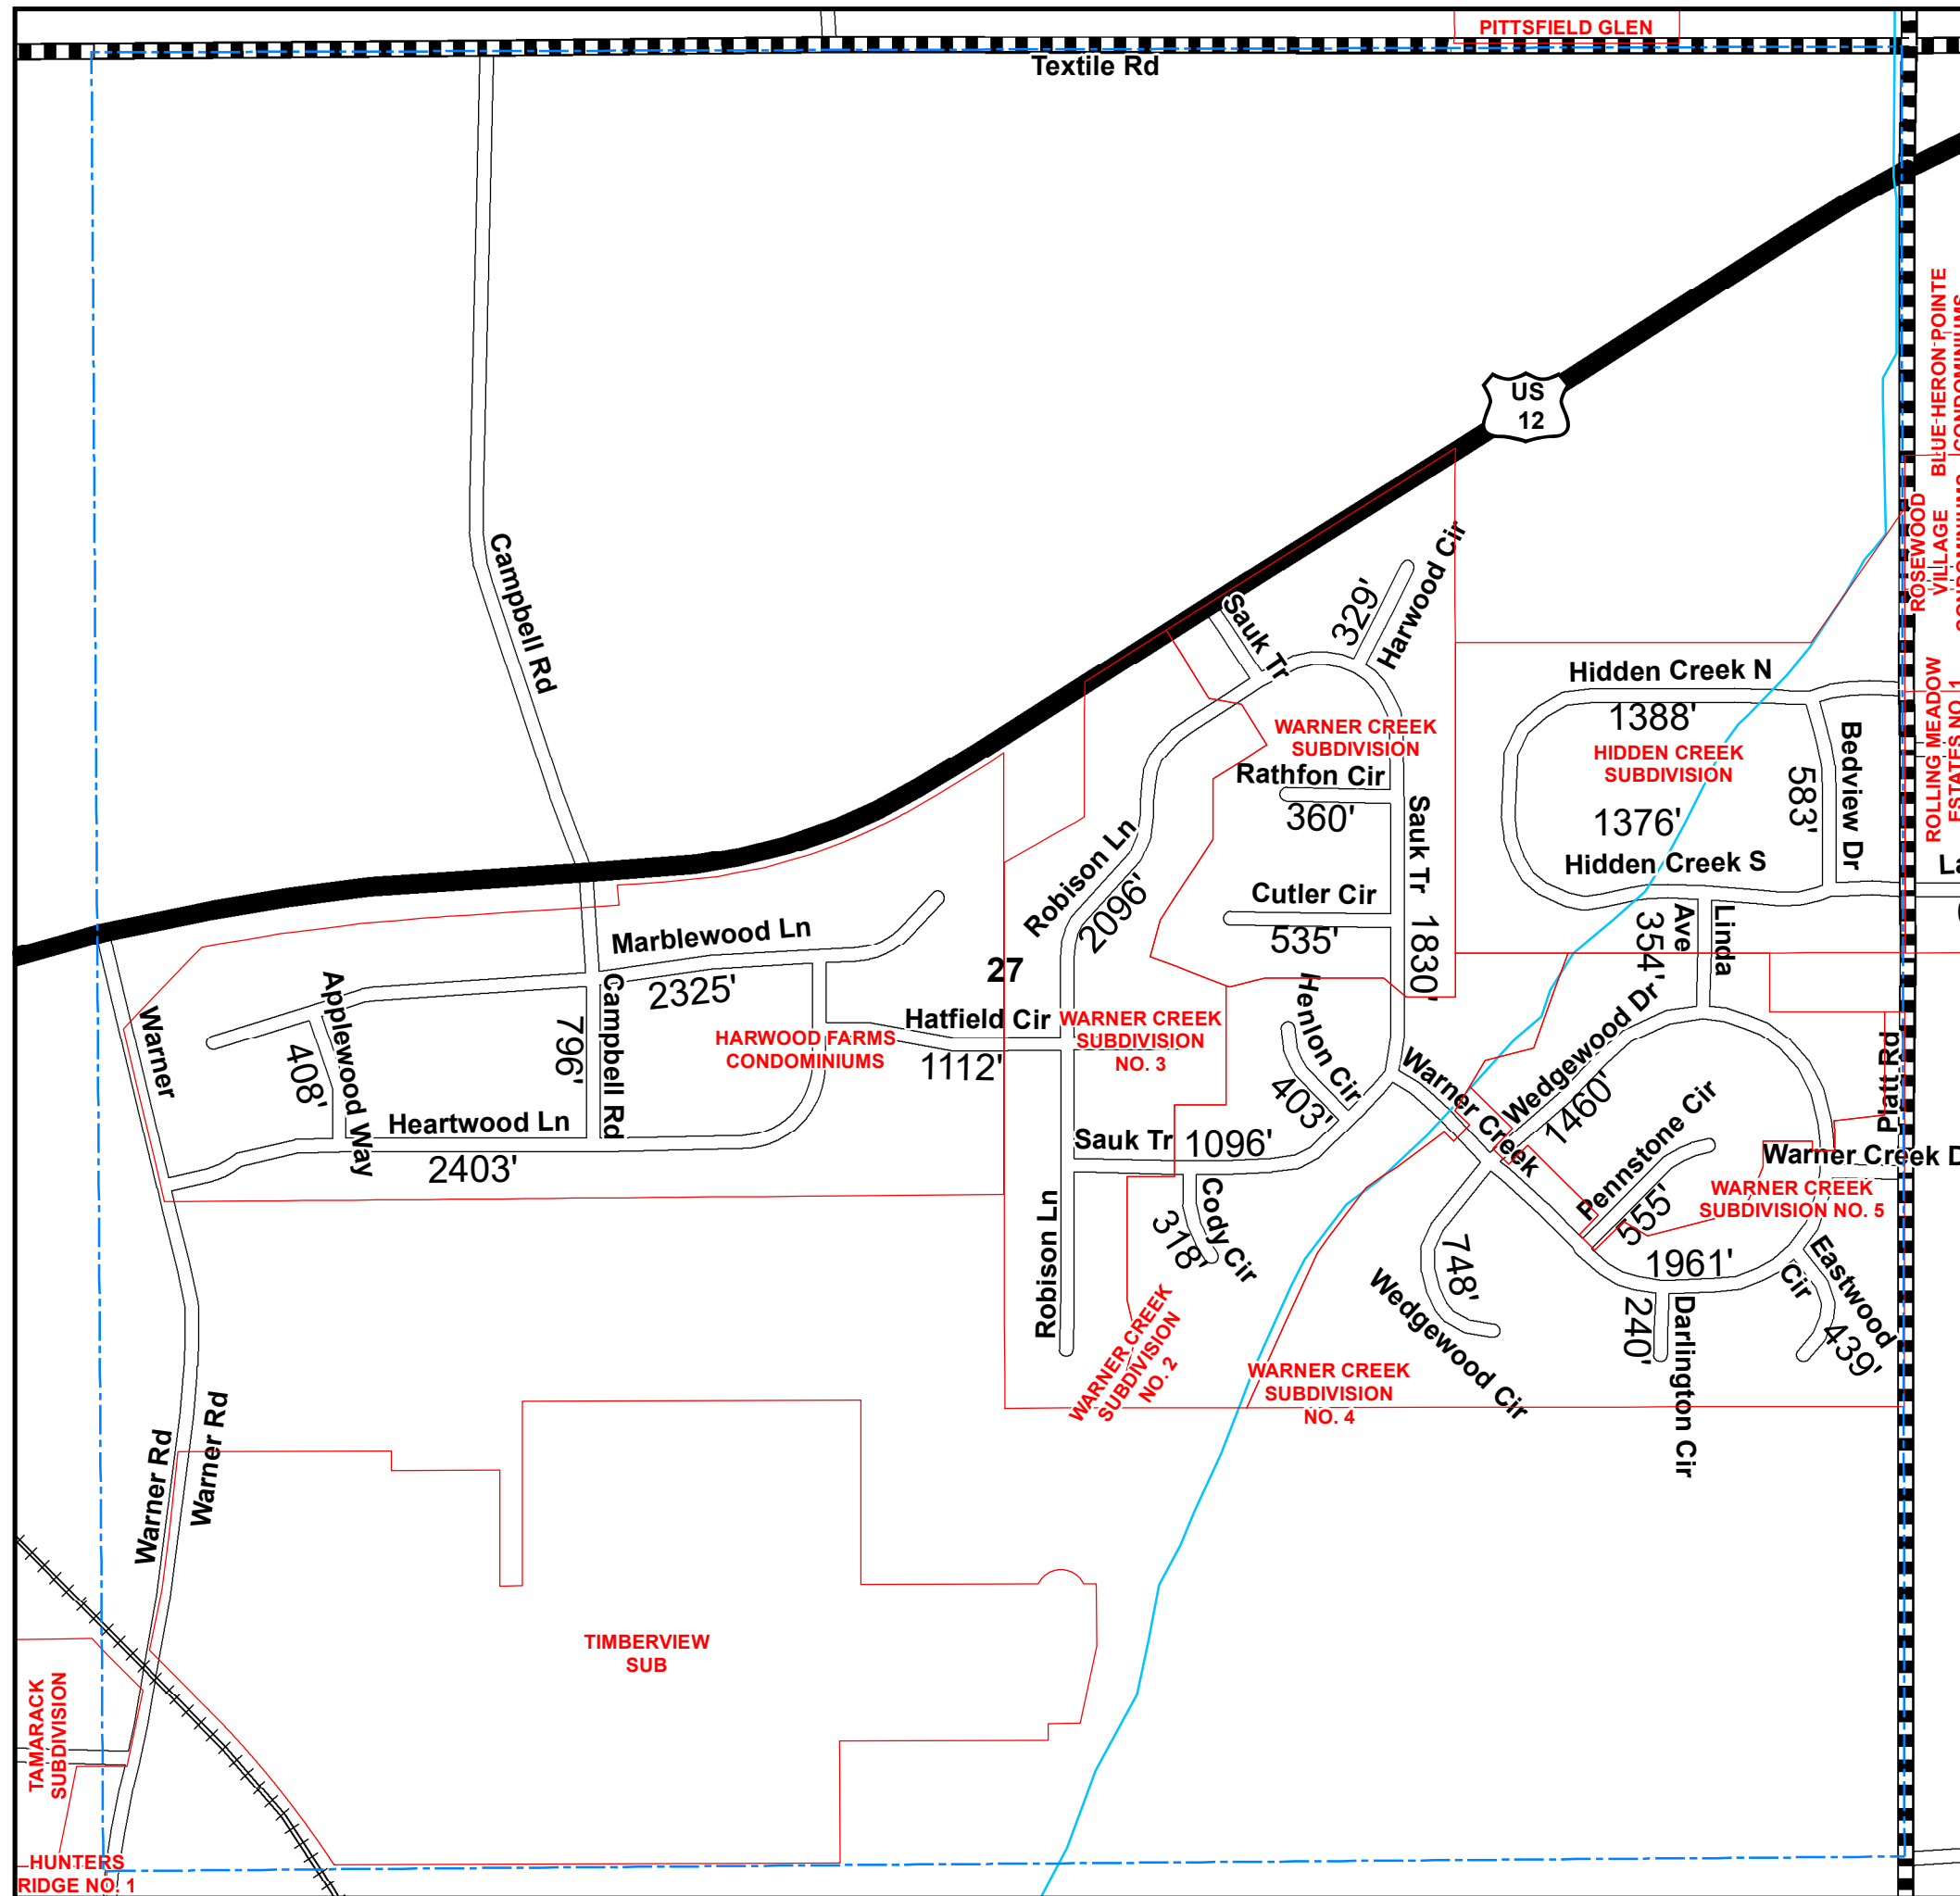 PITTSFIELD GLEN
Textile Rd
US
12
BLUE HERON POINTE
CONDOMINIUMS
ROSEWOOD
VILLAGE
CONDOMINIUMS
Campbell Rd
Harwood Cir
329'
Sauk Tr
Hidden Creek N
1388'
HIDDEN CREEK
SUBDIVISION
Bedview Dr
583'
ROLLING MEADOW
ESTATES NO. 1
WARNER CREEK
SUBDIVISION
Rathfon Cir
360'
Sauk Tr
1830'
1376'
Hidden Creek S
La
Robison Ln
2096'
Cutler Cir
535'
Linda
Ave
354'
Marblewood Ln
2325'
27
Applewood Way
408'
Campbell Rd
796'
Warner
Hatfield Cir
1112'
HARWOOD FARMS
CONDOMINIUMS
WARNER CREEK
SUBDIVISION
NO. 3
Henlon Cir
403'
Warner Creek
Wedgewood Dr
1460'
Platt Rd
Heartwood Ln
2403'
Sauk Tr
1096'
Pennstone Cir
555'
Warner Creek D
WARNER CREEK
SUBDIVISION NO. 5
Robison Ln
Cody Cir
318'
748'
Wedgewood Cir
1961'
Eastwood
Cir
439'
240'
Darlington Cir
WARNER CREEK
SUBDIVISION
NO. 2
WARNER CREEK
SUBDIVISION
NO. 4
Warner Rd
Warner Rd
TIMBERVIEW
SUB
TAMARACK
SUBDIVISION
HUNTERS
RIDGE NO. 1